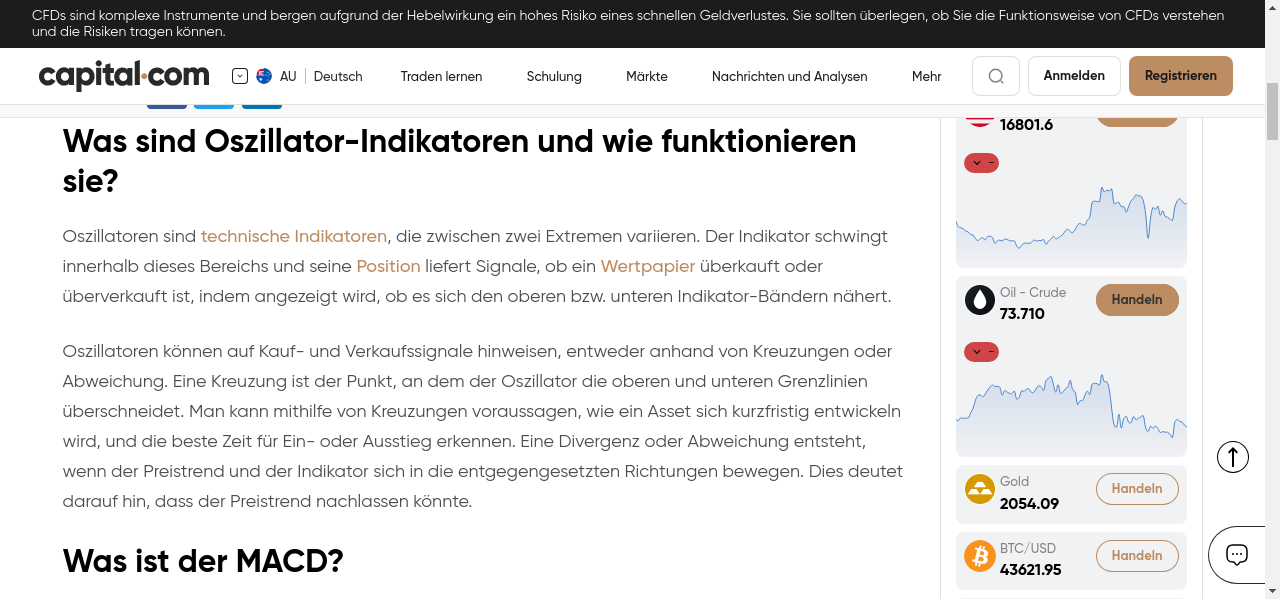 CFDs sind komplexe Instrumente und bergen aufgrund der Hebelwirkung ein hohes Risiko eines schnellen Geldverlustes. Sie sollten überlegen, ob Sie die Funktionsweise von CFDs verstehen
und die Risiken tragen können.
capital.com
AU Deutsch Traden lernen Schulung Märkte Nachrichten und Analysen Mehr Anmelden Registrieren
Was sind Oszillator-Indikatoren und wie funktionieren
sie?
Oszillatoren sind technische Indikatoren, die zwischen zwei Extremen variieren. Der Indikator schwingt
innerhalb dieses Bereichs und seine Position liefert Signale, ob ein Wertpapier überkauft oder
überverkauft ist, indem angezeigt wird, ob es sich den oberen bzw. unteren Indikator-Bändern nähert.
Oszillatoren können auf Kauf- und Verkaufssignale hinweisen, entweder anhand von Kreuzungen oder
Abweichung. Eine Kreuzung ist der Punkt, an dem der Oszillator die oberen und unteren Grenzlinien
überschneidet. Man kann mithilfe von Kreuzungen voraussagen, wie ein Asset sich kurzfristig entwickeln
wird, und die beste Zeit für Ein- oder Ausstieg erkennen. Eine Divergenz oder Abweichung entsteht,
wenn der Preistrend und der Indikator sich in die entgegengesetzten Richtungen bewegen. Dies deutet
darauf hin, dass der Preistrend nachlassen könnte.
Was ist der MACD?
16801.6
-
Oil - Crude
73.710
Handeln
-
Gold
2054.09
Handeln
BTC/USD
43621.95
Handeln